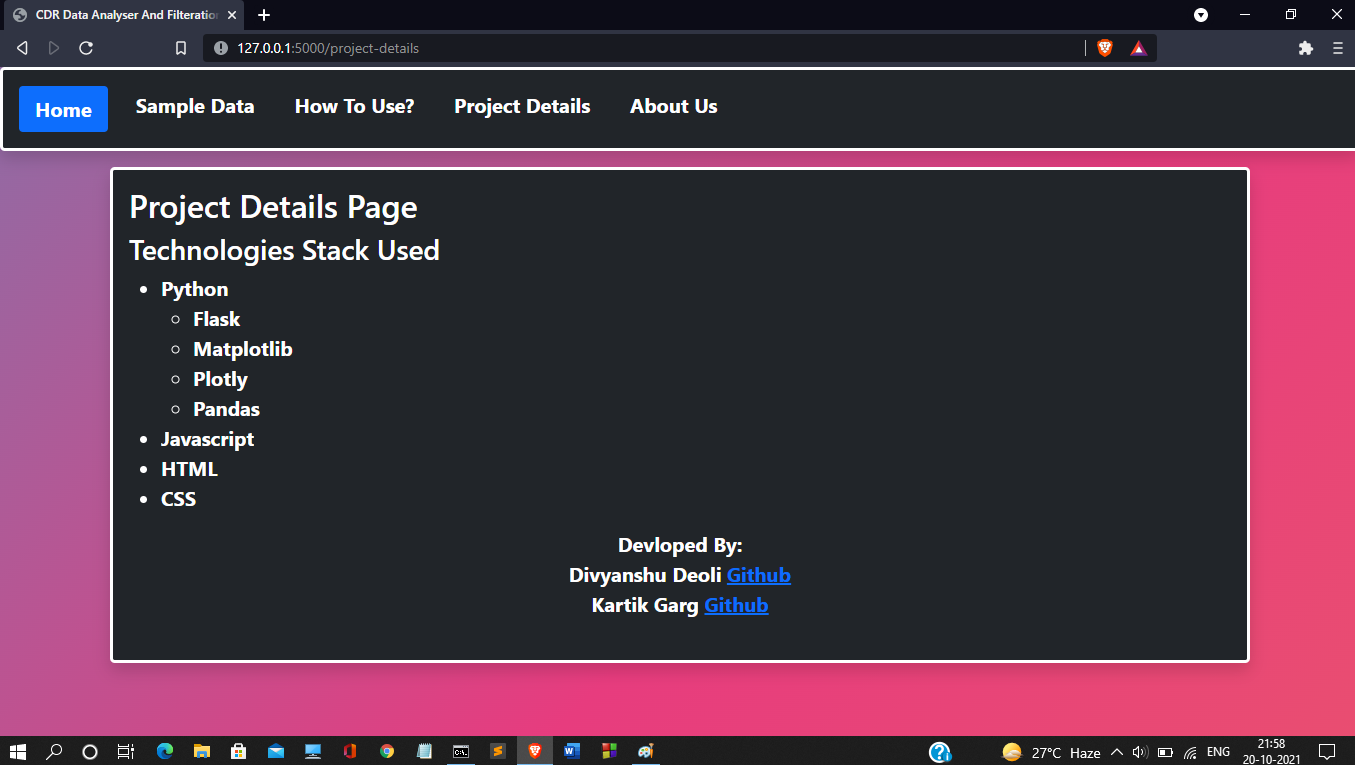 CDR Data Analyser And Filteratio
127.0.0.1:5000/project-details
Home Sample Data How To Use? Project Details About Us
Project Details Page
Technologies Stack Used
Python
Flask
Matplotlib
Plotly
Pandas
Javascript
HTML
CSS
Devloped By:
Divyanshu Deoli Github
Kartik Garg Github
27°C Haze ENG
21:58
20-10-2021